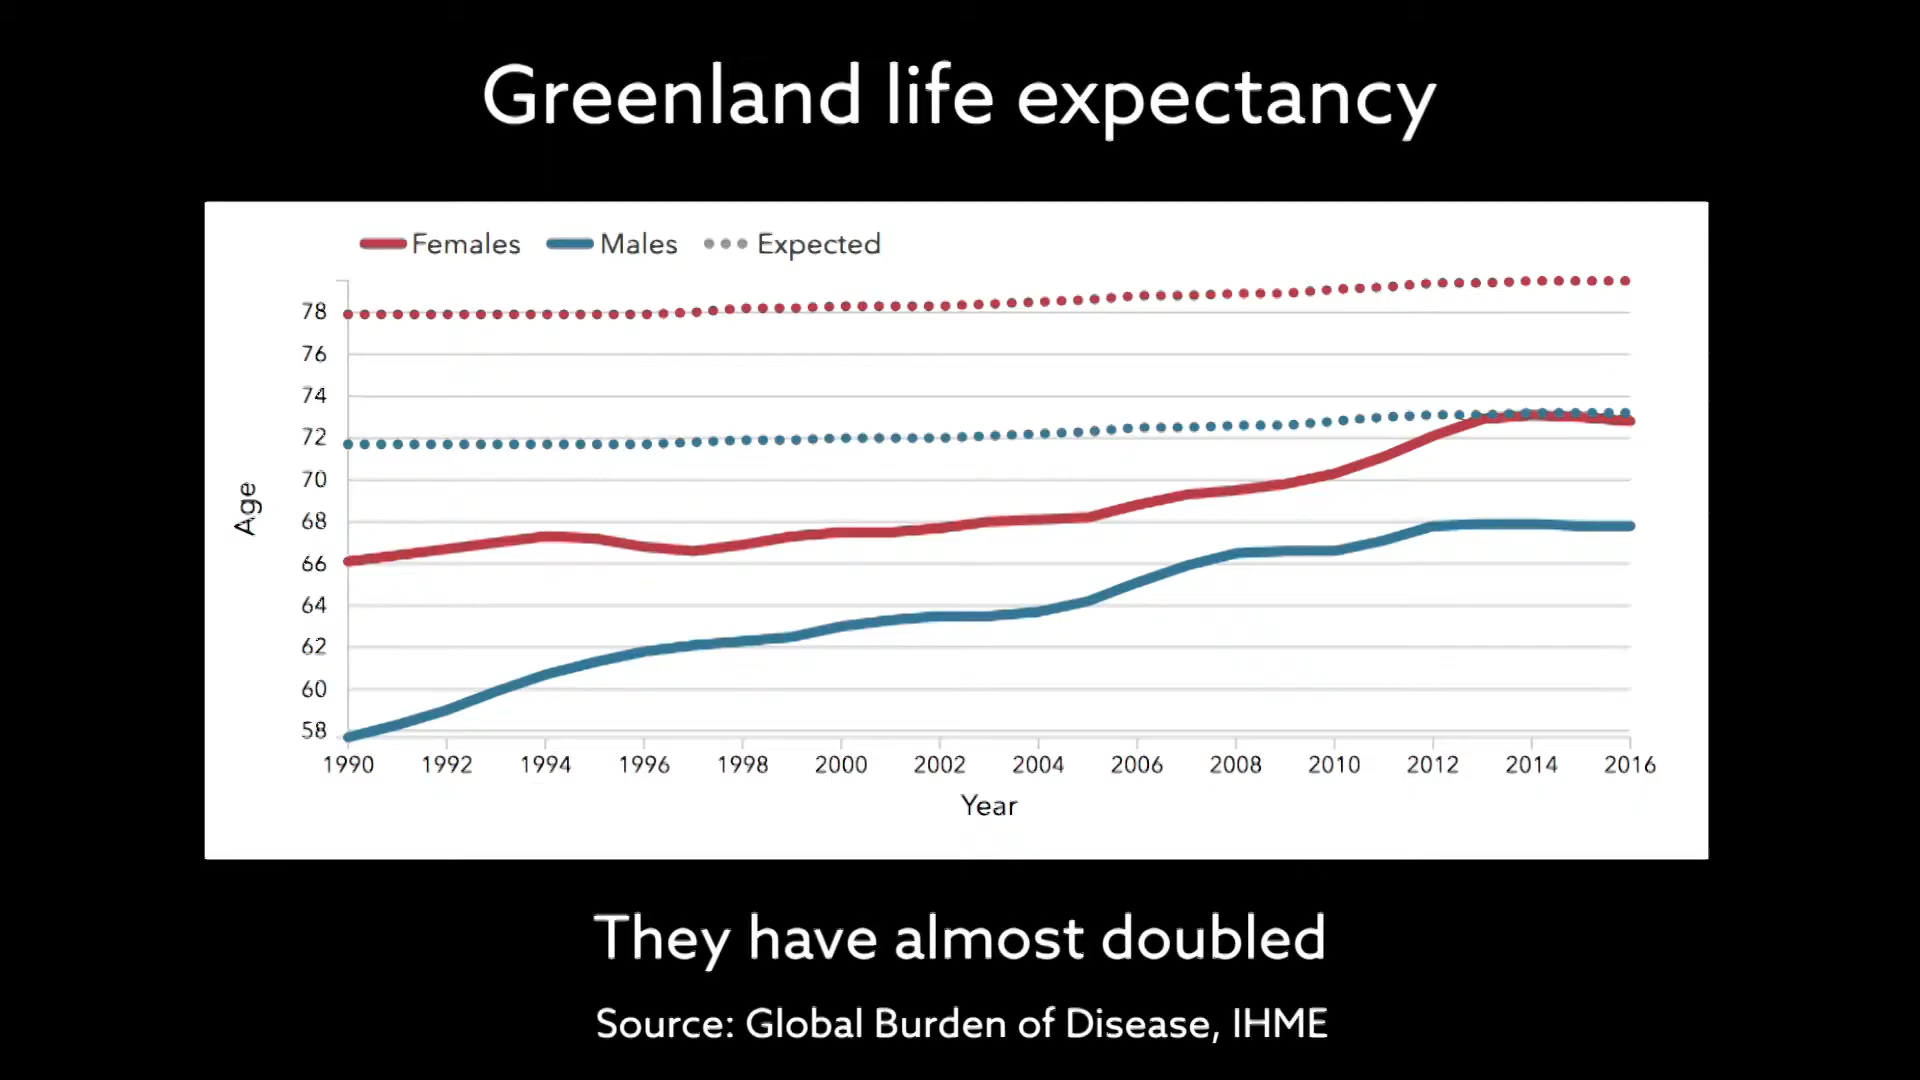 Greenland life expectancy
Females Males Expected
78
76
74
72
70
68
66
64
62
60
58
Age
1990 1992 1994 1996 1998 2000 2002 2004 2006 2008 2010 2012 2014 2016
Year
They have almost doubled
Source: Global Burden of Disease, IHME